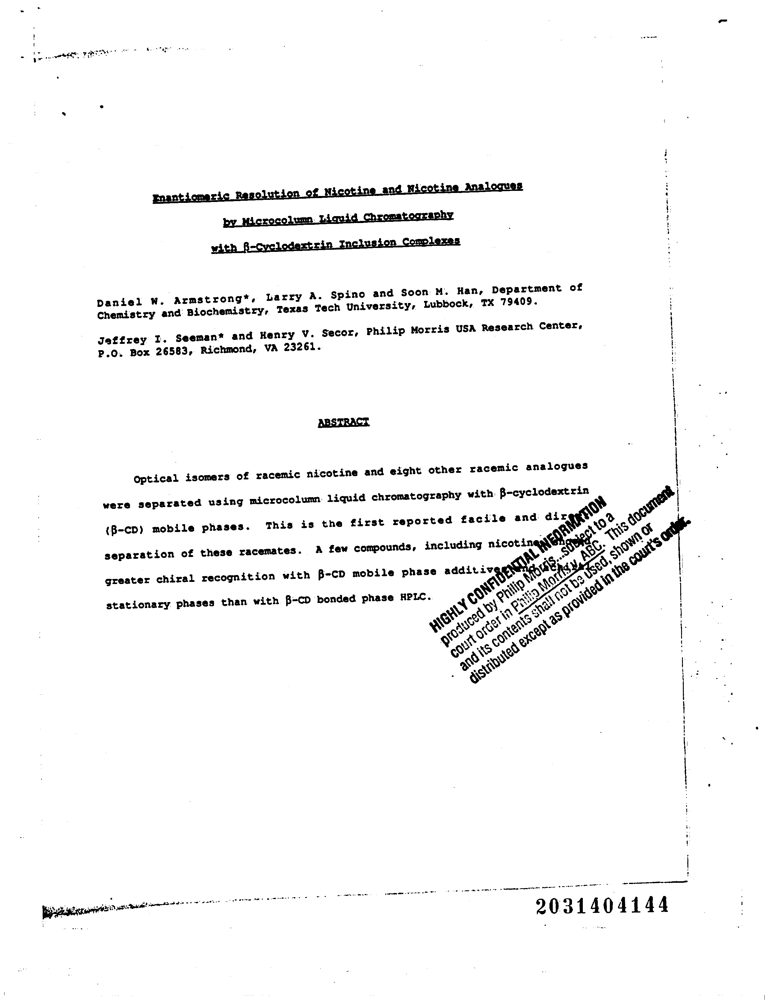 Enantiomeric Resolution of Nicotine and Nicotine Analogues
by Microcolumn Liquid Chromatography
with β-Cyclodextrin Inclusion Complexes
Daniel W. Armstrong*, Larry A. Spino and Soon M. Han, Department of
Chemistry and Biochemistry, Texas Tech University, Lubbock, TX 79409.
Jeffrey I. Seeman* and Henry V. Secor, Philip Morris USA Research Center,
P.O. Box 26583, Richmond, VA 23261.
ABSTRACT
Optical isomers of racemic nicotine and eight other racemic analogues
were separated using microcolumn liquid chromatography with β-cyclodextrin
(β-CD) mobile phases. This is the first reported facile and
separation of these racemates. A few compounds, including
greater chiral recognition with β-CD mobile phase
stationary phases than with β-CD bonded phase HPLC.
HIGHLY CONFIDENTIAL INFORMATION
produced by Philip Morris, subject to a
court order in Philip Morris v. ABC. This document
and its contents shall not be used, shown or
distributed except as provided in the court's order.
2031404144